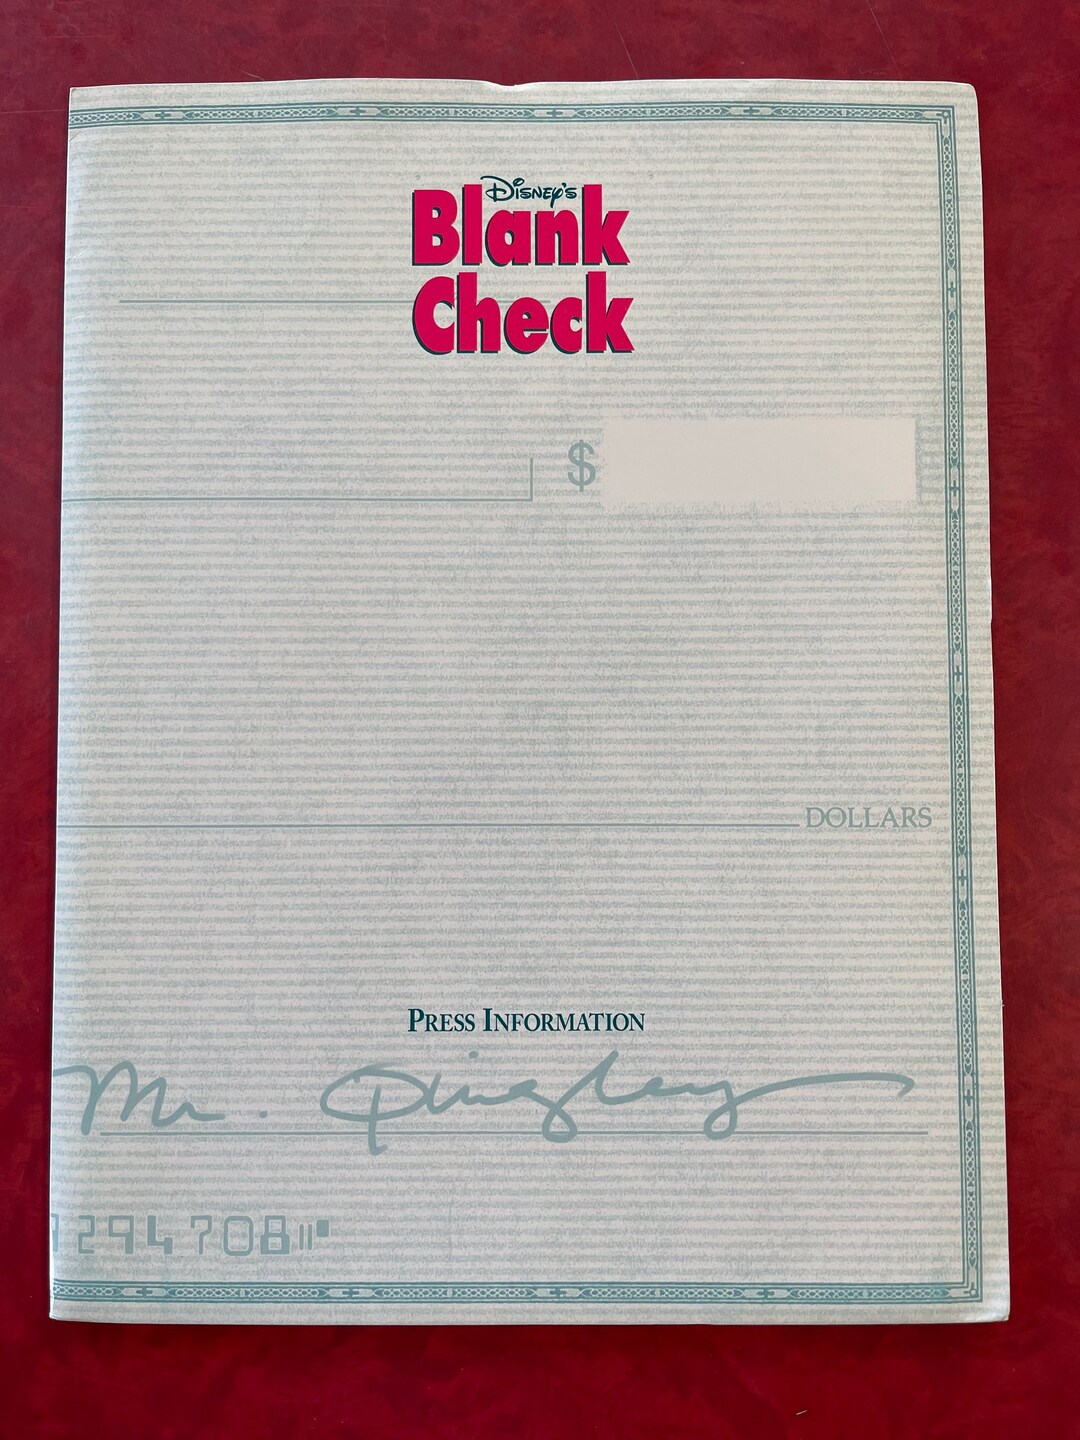 Disney's
Blank
Check
$
DOLLARS
Press Information
Mr. Quigley
294708